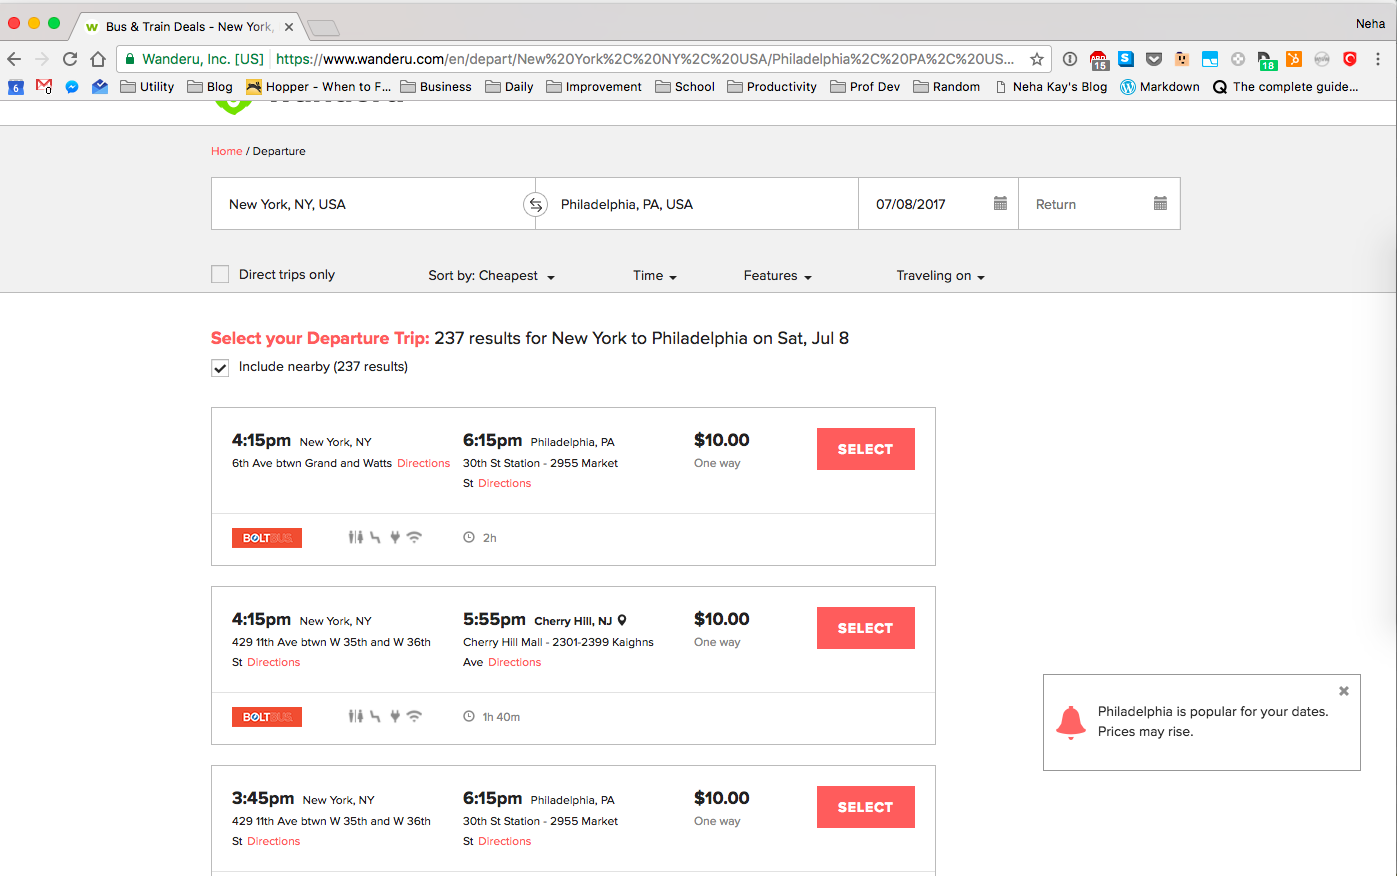 Bus & Train Deals - New York,
Neha
Wanderu, Inc. [US]
https://www.wanderu.com/en/depart/New%20York%2C%20NY%2C%20USA/Philadelphia%2C%20PA%2C%20US...
15
18
6
0
Utility
Blog
Hopper - When to F...
Business
Daily
Improvement
School
Productivity
Prof Dev
Random
Neha Kay's Blog
Markdown
The complete guide...
Home / Departure
New York, NY, USA
Philadelphia, PA, USA
07/08/2017
Return
Direct trips only
Sort by: Cheapest
Time
Features
Traveling on
Select your Departure Trip: 237 results for New York to Philadelphia on Sat, Jul 8
Include nearby (237 results)
4:15pm New York, NY
6th Ave btwn Grand and Watts Directions
6:15pm Philadelphia, PA
30th St Station - 2955 Market
St Directions
$10.00
One way
SELECT
BOLTBUS
2h
4:15pm New York, NY
429 11th Ave btwn W 35th and W 36th
St Directions
5:55pm Cherry Hill, NJ
Cherry Hill Mall - 2301-2399 Kaighns
Ave Directions
$10.00
One way
SELECT
BOLTBUS
1h 40m
3:45pm New York, NY
429 11th Ave btwn W 35th and W 36th
St Directions
6:15pm Philadelphia, PA
30th St Station - 2955 Market
St Directions
$10.00
One way
SELECT
Philadelphia is popular for your dates.
Prices may rise.